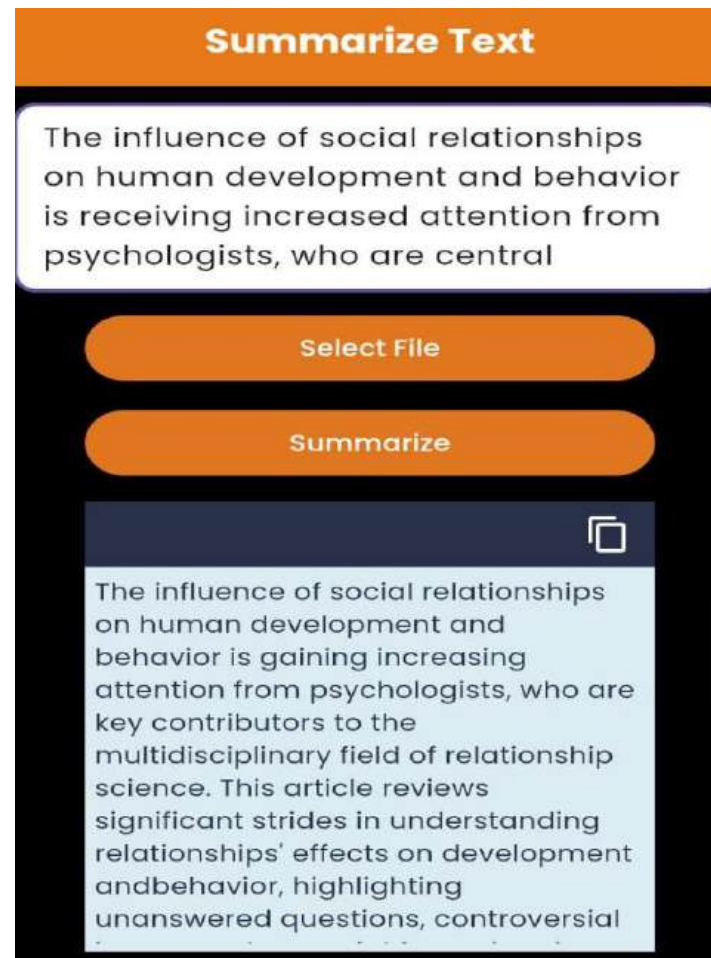 Summarize Text
The influence of social relationships
on human development and behavior
is receiving increased attention from
psychologists, who are central
Select File
Summarize
The influence of social relationships
on human development and
behavior is gaining increasing
attention from psychologists, who are
key contributors to the
multidisciplinary field of relationship
science. This article reviews
significant strides in understanding
relationships' effects on development
andbehavior, highlighting
unanswered questions, controversial